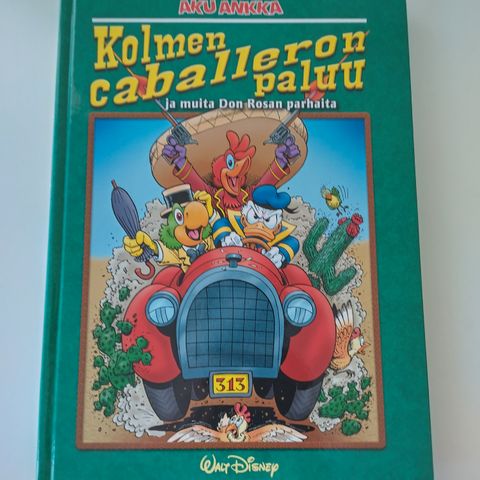 AKU ANKKA
Kolmen
caballeron
paluu
ja muita Don Rosan parhaita
313
WALT DISNEY